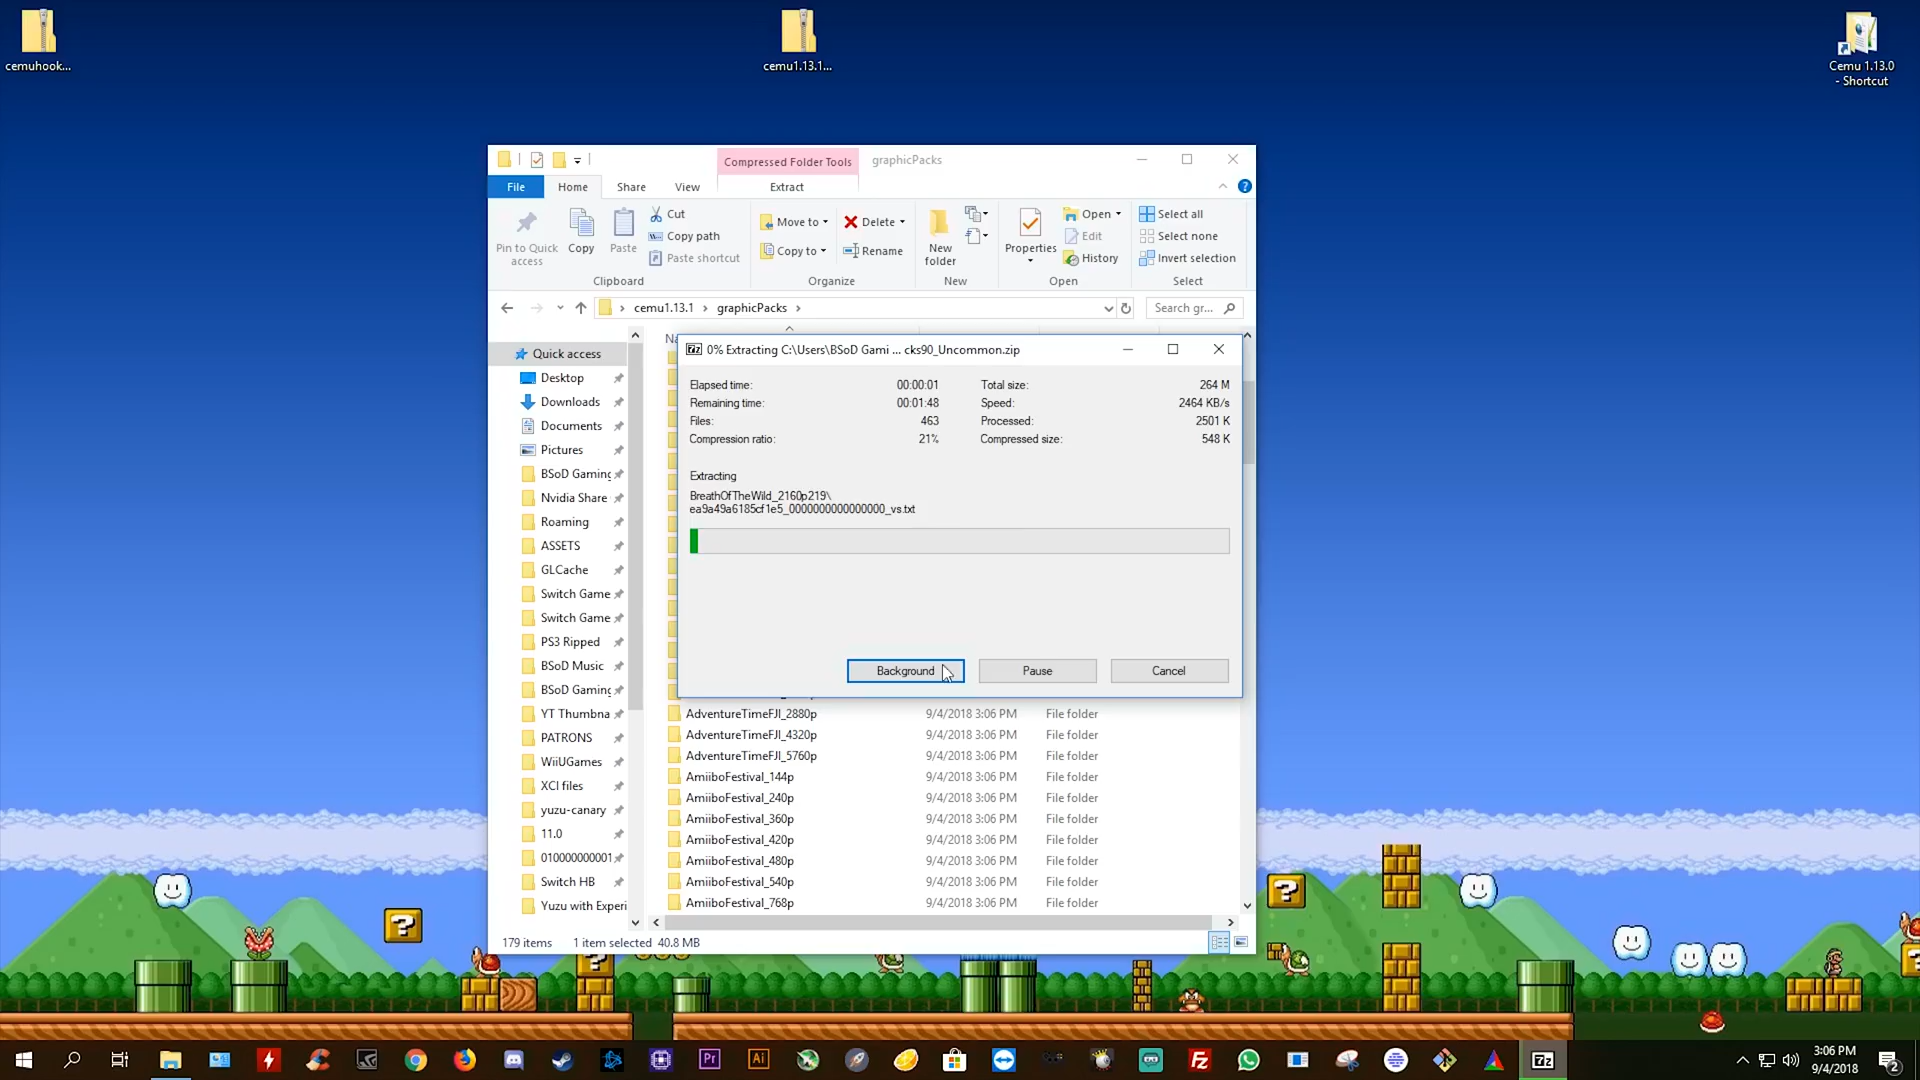 cemuhook...
cemu1.13.1...
Cemu 1.13.0
- Shortcut
Compressed Folder Tools
graphicPacks
File
Home
Share
View
Extract
Pin to Quick
access
Copy
Paste
Cut
Copy path
Paste shortcut
Clipboard
Move to
Copy to
Delete
Rename
Organize
New
folder
New
Properties
Open
Edit
History
Open
Select all
Select none
Invert selection
Select
cemu1.13.1
graphicPacks
Search gr...
Quick access
Desktop
Downloads
Documents
Pictures
BSoD Gaming
Nvidia Share
Roaming
ASSETS
GLCache
Switch Game
Switch Game
PS3 Ripped
BSoD Music
BSoD Gaming
YT Thumbna
PATRONS
WiiUGames
XCI files
yuzu-canary
11.0
010000000001
Switch HB
Yuzu with Experi
7z 0% Extracting C:\Users\BSoD Gami ... cks90_Uncommon.zip
Elapsed time: 00:00:01 Total size: 264 M
Remaining time: 00:01:48 Speed: 2464 KB/s
Files: 463 Processed: 2501 K
Compression ratio: 21% Compressed size: 548 K
Extracting
BreathOfTheWild_2160p219\
ea9a49a6185cf1e5_0000000000000000_vs.txt
Background
Pause
Cancel
AdventureTimeFJI_2880p 9/4/2018 3:06 PM File folder
AdventureTimeFJI_4320p 9/4/2018 3:06 PM File folder
AdventureTimeFJI_5760p 9/4/2018 3:06 PM File folder
AmiiboFestival_144p 9/4/2018 3:06 PM File folder
AmiiboFestival_240p 9/4/2018 3:06 PM File folder
AmiiboFestival_360p 9/4/2018 3:06 PM File folder
AmiiboFestival_420p 9/4/2018 3:06 PM File folder
AmiiboFestival_480p 9/4/2018 3:06 PM File folder
AmiiboFestival_540p 9/4/2018 3:06 PM File folder
AmiiboFestival_768p 9/4/2018 3:06 PM File folder
179 items 1 item selected 40.8 MB
Pr
Ai
Fz
7z
3:06 PM
9/4/2018
2